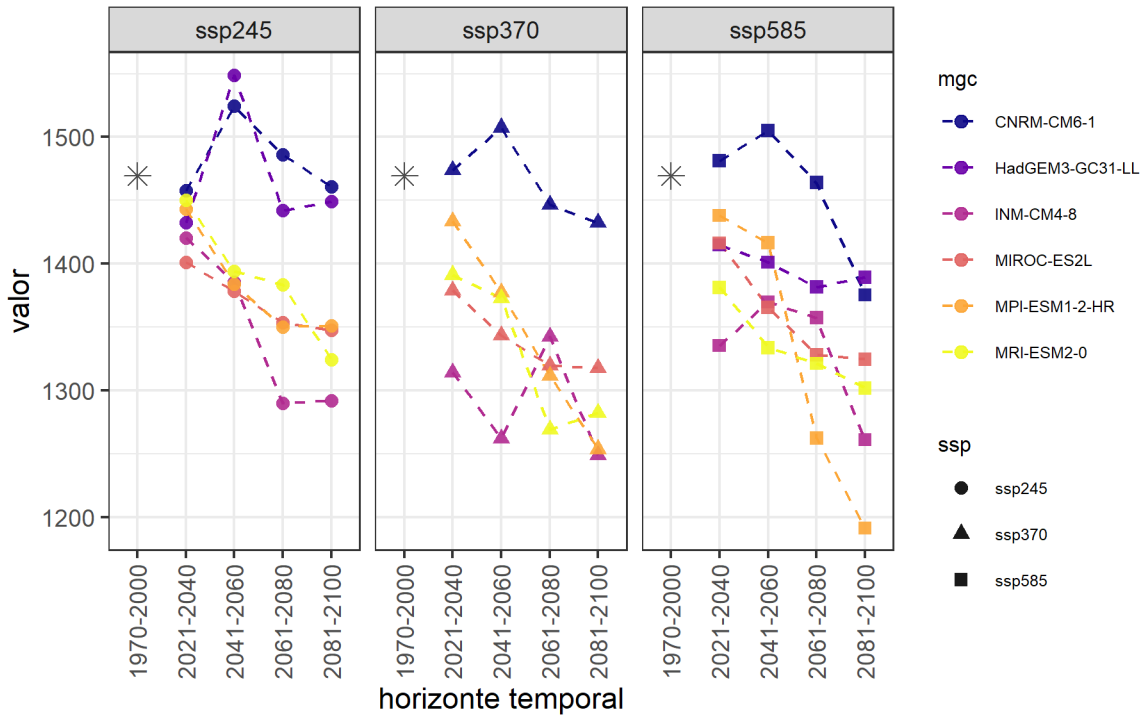 ssp245
ssp370
ssp585
valor
1500
1400
1300
1200
1970-2000
2021-2040
2041-2060
2061-2080
2081-2100
1970-2000
2021-2040
2041-2060
2061-2080
2081-2100
1970-2000
2021-2040
2041-2060
2061-2080
2081-2100
horizonte temporal
mgc
CNRM-CM6-1
HadGEM3-GC31-LL
INM-CM4-8
MIROC-ES2L
MPI-ESM1-2-HR
MRI-ESM2-0
ssp
ssp245
ssp370
ssp585